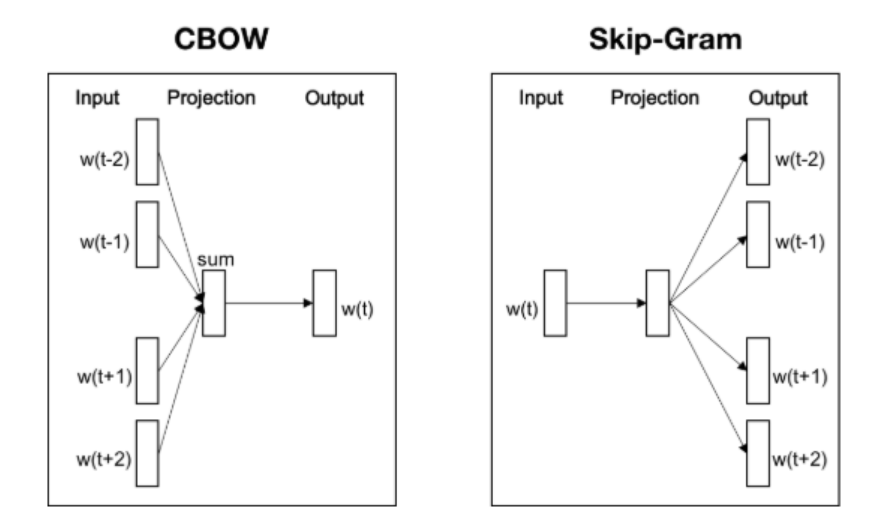 CBOW
Input Projection Output
w(t-2)
w(t-1)
sum
w(t)
w(t+1)
w(t+2)
Skip-Gram
Input Projection Output
w(t-2)
w(t-1)
w(t)
w(t+1)
w(t+2)